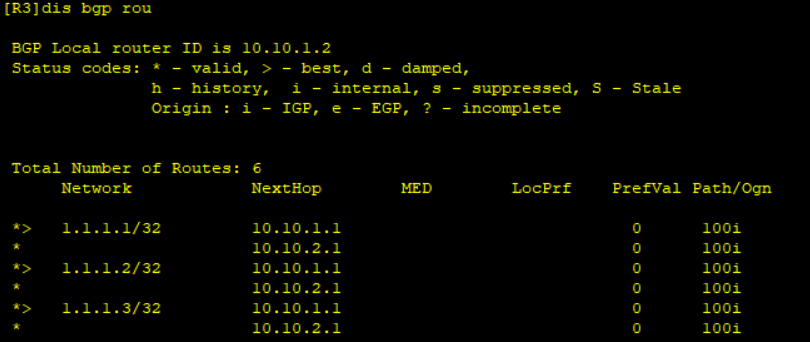 [R3]dis bgp rou
BGP Local router ID is 10.10.1.2
Status codes: * - valid, > - best, d - damped,
h - history,  i - internal, s - suppressed, S - Stale
Origin : i - IGP, e - EGP, ? - incomplete
Total Number of Routes: 6
Network NextHop MED LocPrf PrefVal Path/Ogn
*> 1.1.1.1/32 10.10.1.1 0 100i
* 10.10.2.1 0 100i
*> 1.1.1.2/32 10.10.1.1 0 100i
* 10.10.2.1 0 100i
*> 1.1.1.3/32 10.10.1.1 0 100i
* 10.10.2.1 0 100i